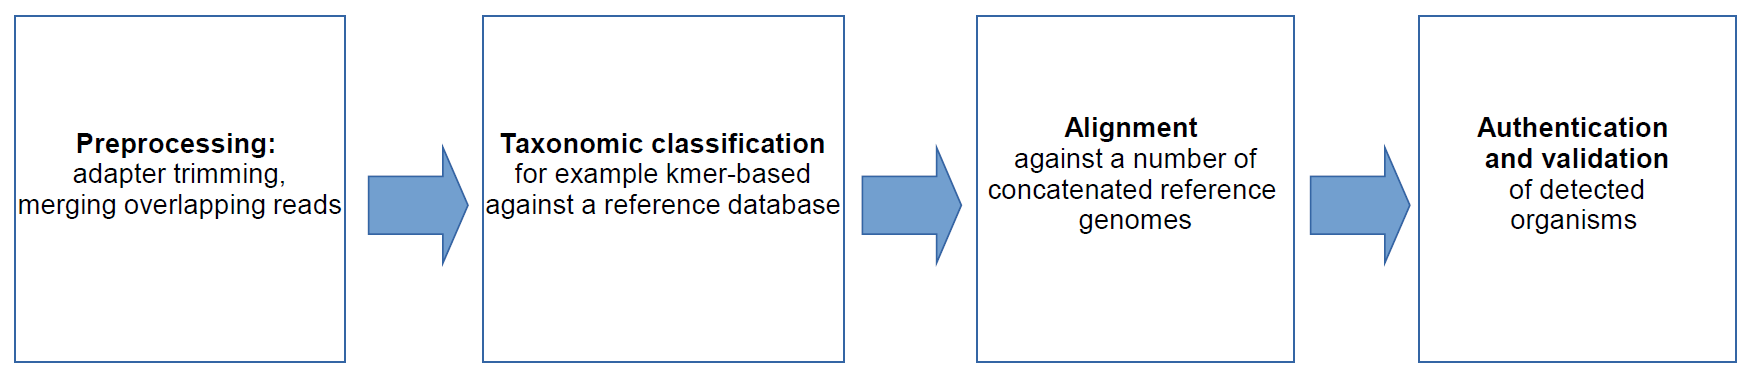 Preprocessing:
adapter trimming,
merging overlapping reads
Taxonomic classification
for example kmer-based
against a reference database
Alignment
against a number of
concatenated reference
genomes
Authentication
and validation
of detected
organisms